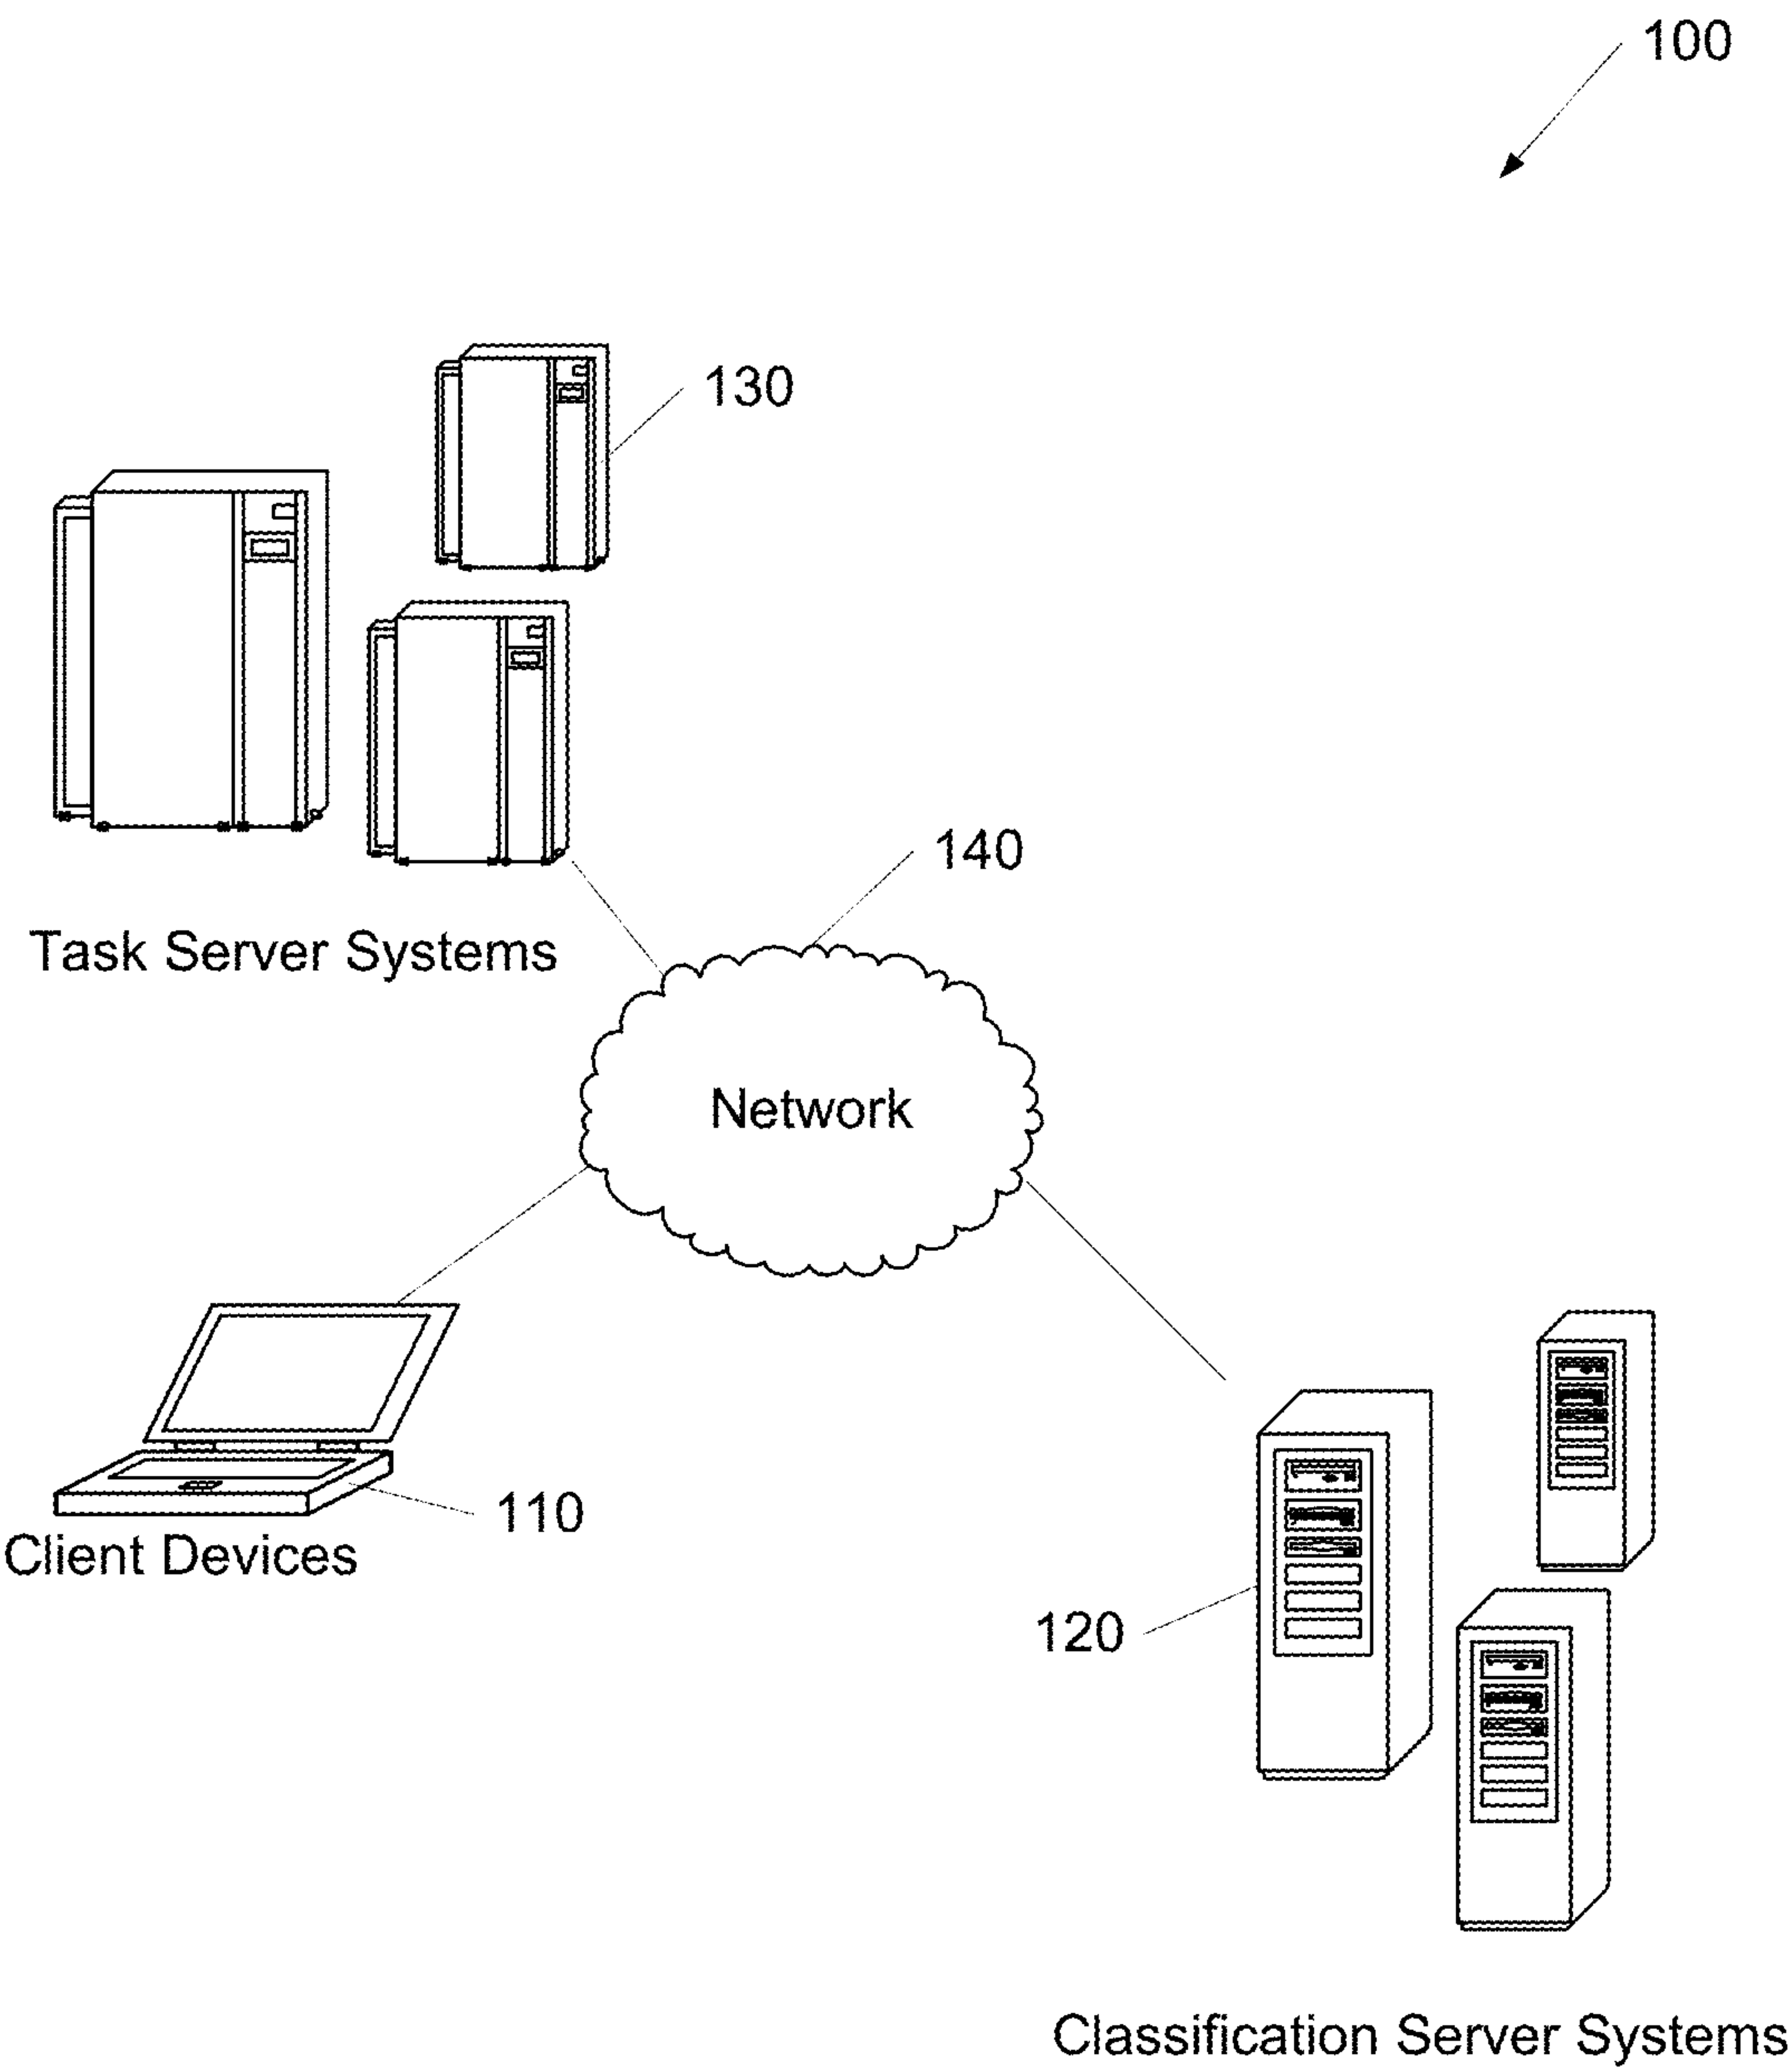 100
130
140
Task Server Systems
Network
110
Client Devices
120
Classification Server Systems